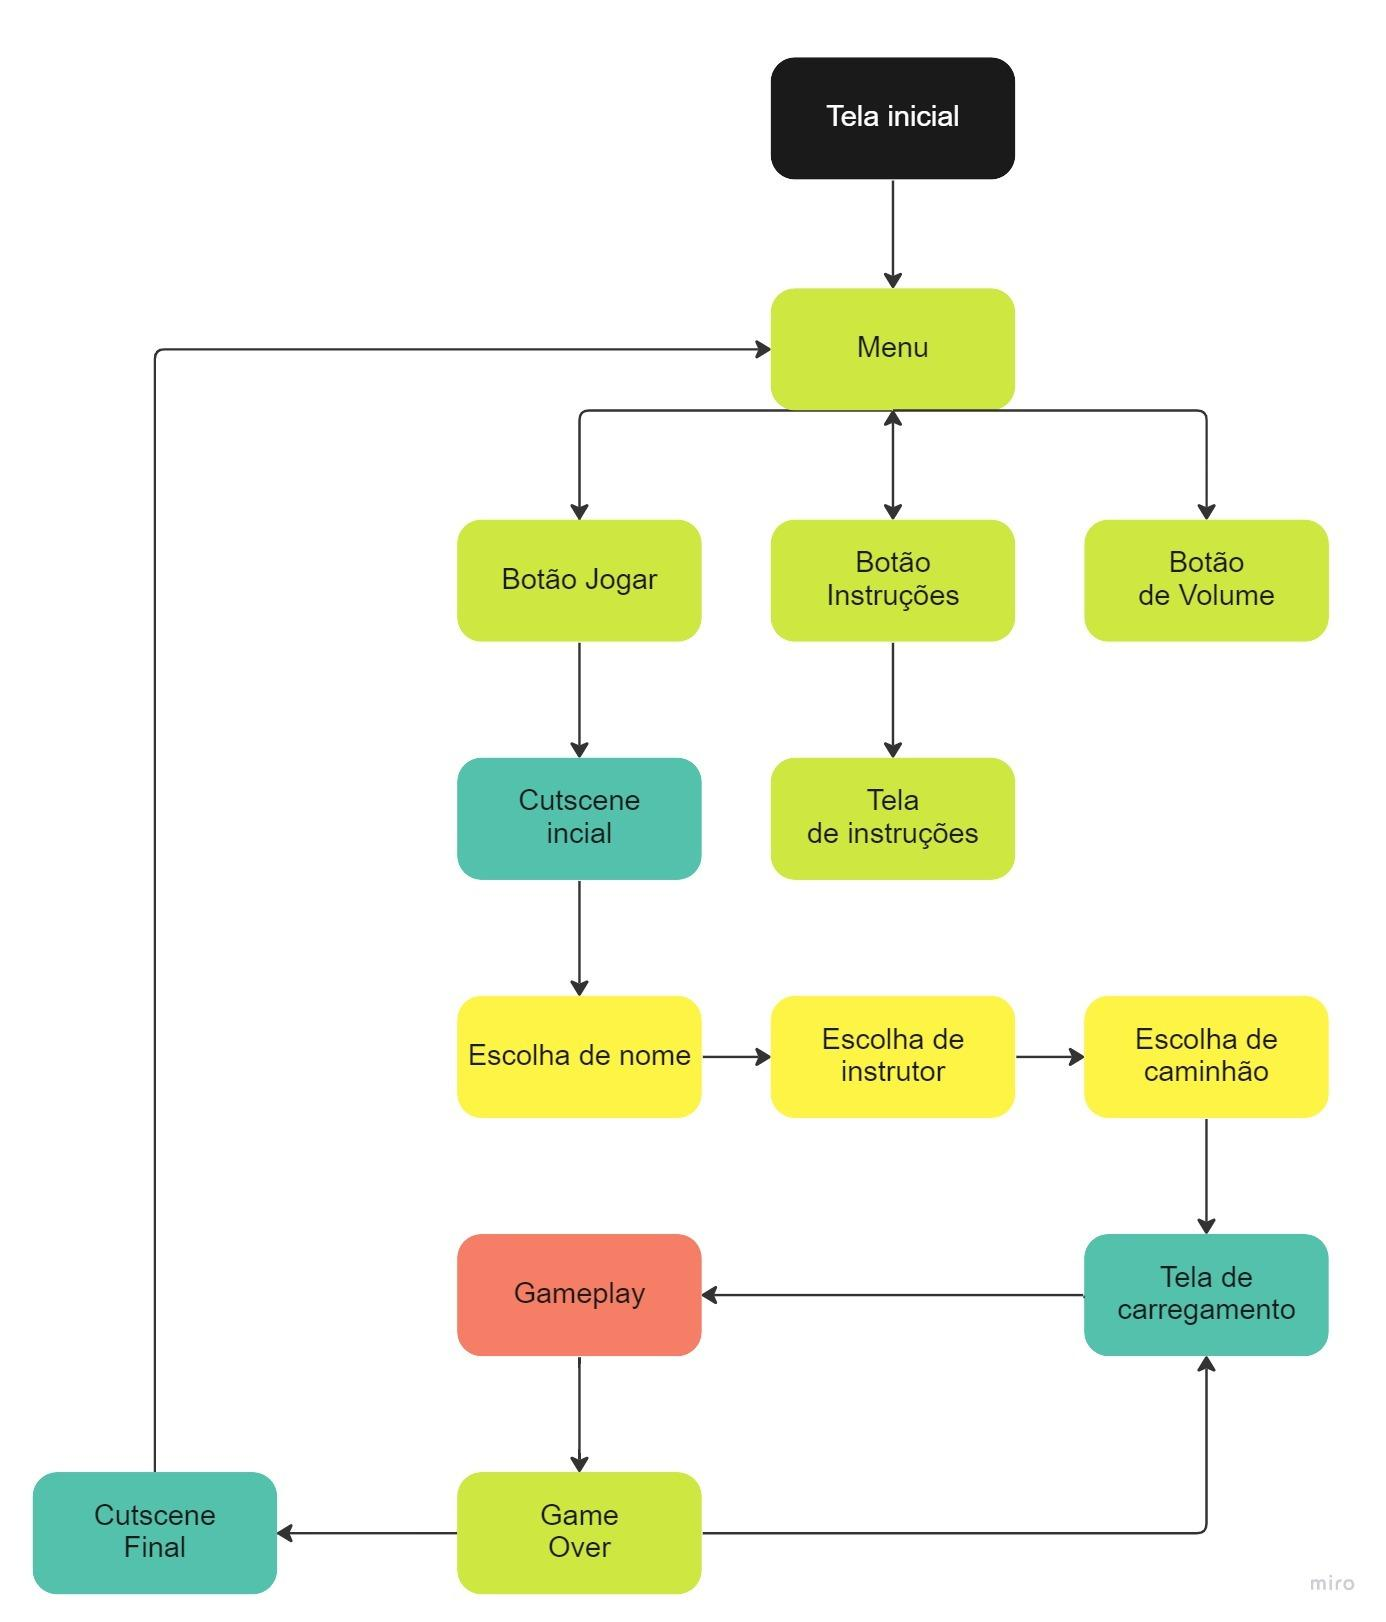 Tela inicial
Menu
Botão Jogar
Botão
Instruções
Botão
de Volume
Cutscene
incial
Tela
de instruções
Escolha de nome
Escolha de
instrutor
Escolha de
caminhão
Gameplay
Tela de
carregamento
Cutscene
Final
Game
Over
miro